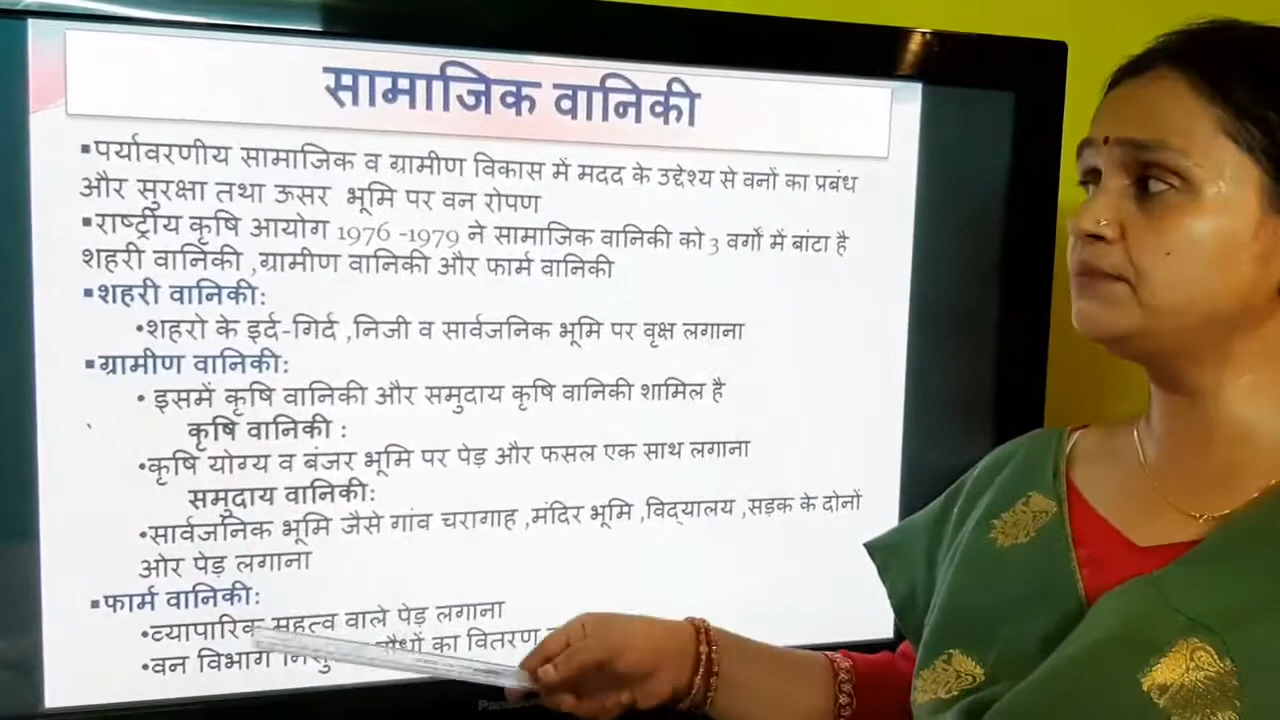 सामाजिक वानिकी
▪पर्यावरणीय सामाजिक व ग्रामीण विकास में मदद के उद्देश्य से वनों का प्रबंध
और सुरक्षा तथा ऊसर भूमि पर वन रोपण
▪राष्ट्रीय कृषि आयोग 1976 -1979 ने सामाजिक वानिकी को 3 वर्गों में बांटा है
शहरी वानिकी ,ग्रामीण वानिकी और फार्म वानिकी
▪शहरी वानिकी:
•शहरो के इर्द-गिर्द ,निजी व सार्वजनिक भूमि पर वृक्ष लगाना
▪ग्रामीण वानिकी:
• इसमें कृषि वानिकी और समुदाय कृषि वानिकी शामिल है
कृषि वानिकी :
•कृषि योग्य व बंजर भूमि पर पेड़ और फसल एक साथ लगाना
समुदाय वानिकी:
•सार्वजनिक भूमि जैसे गांव चरागाह ,मंदिर भूमि ,विद्यालय ,सड़क के दोनों
ओर पेड़ लगाना
▪फार्म वानिकी:
•व्यापारिक महत्व वाले पेड़ लगाना
•वन विभाग का वितरण